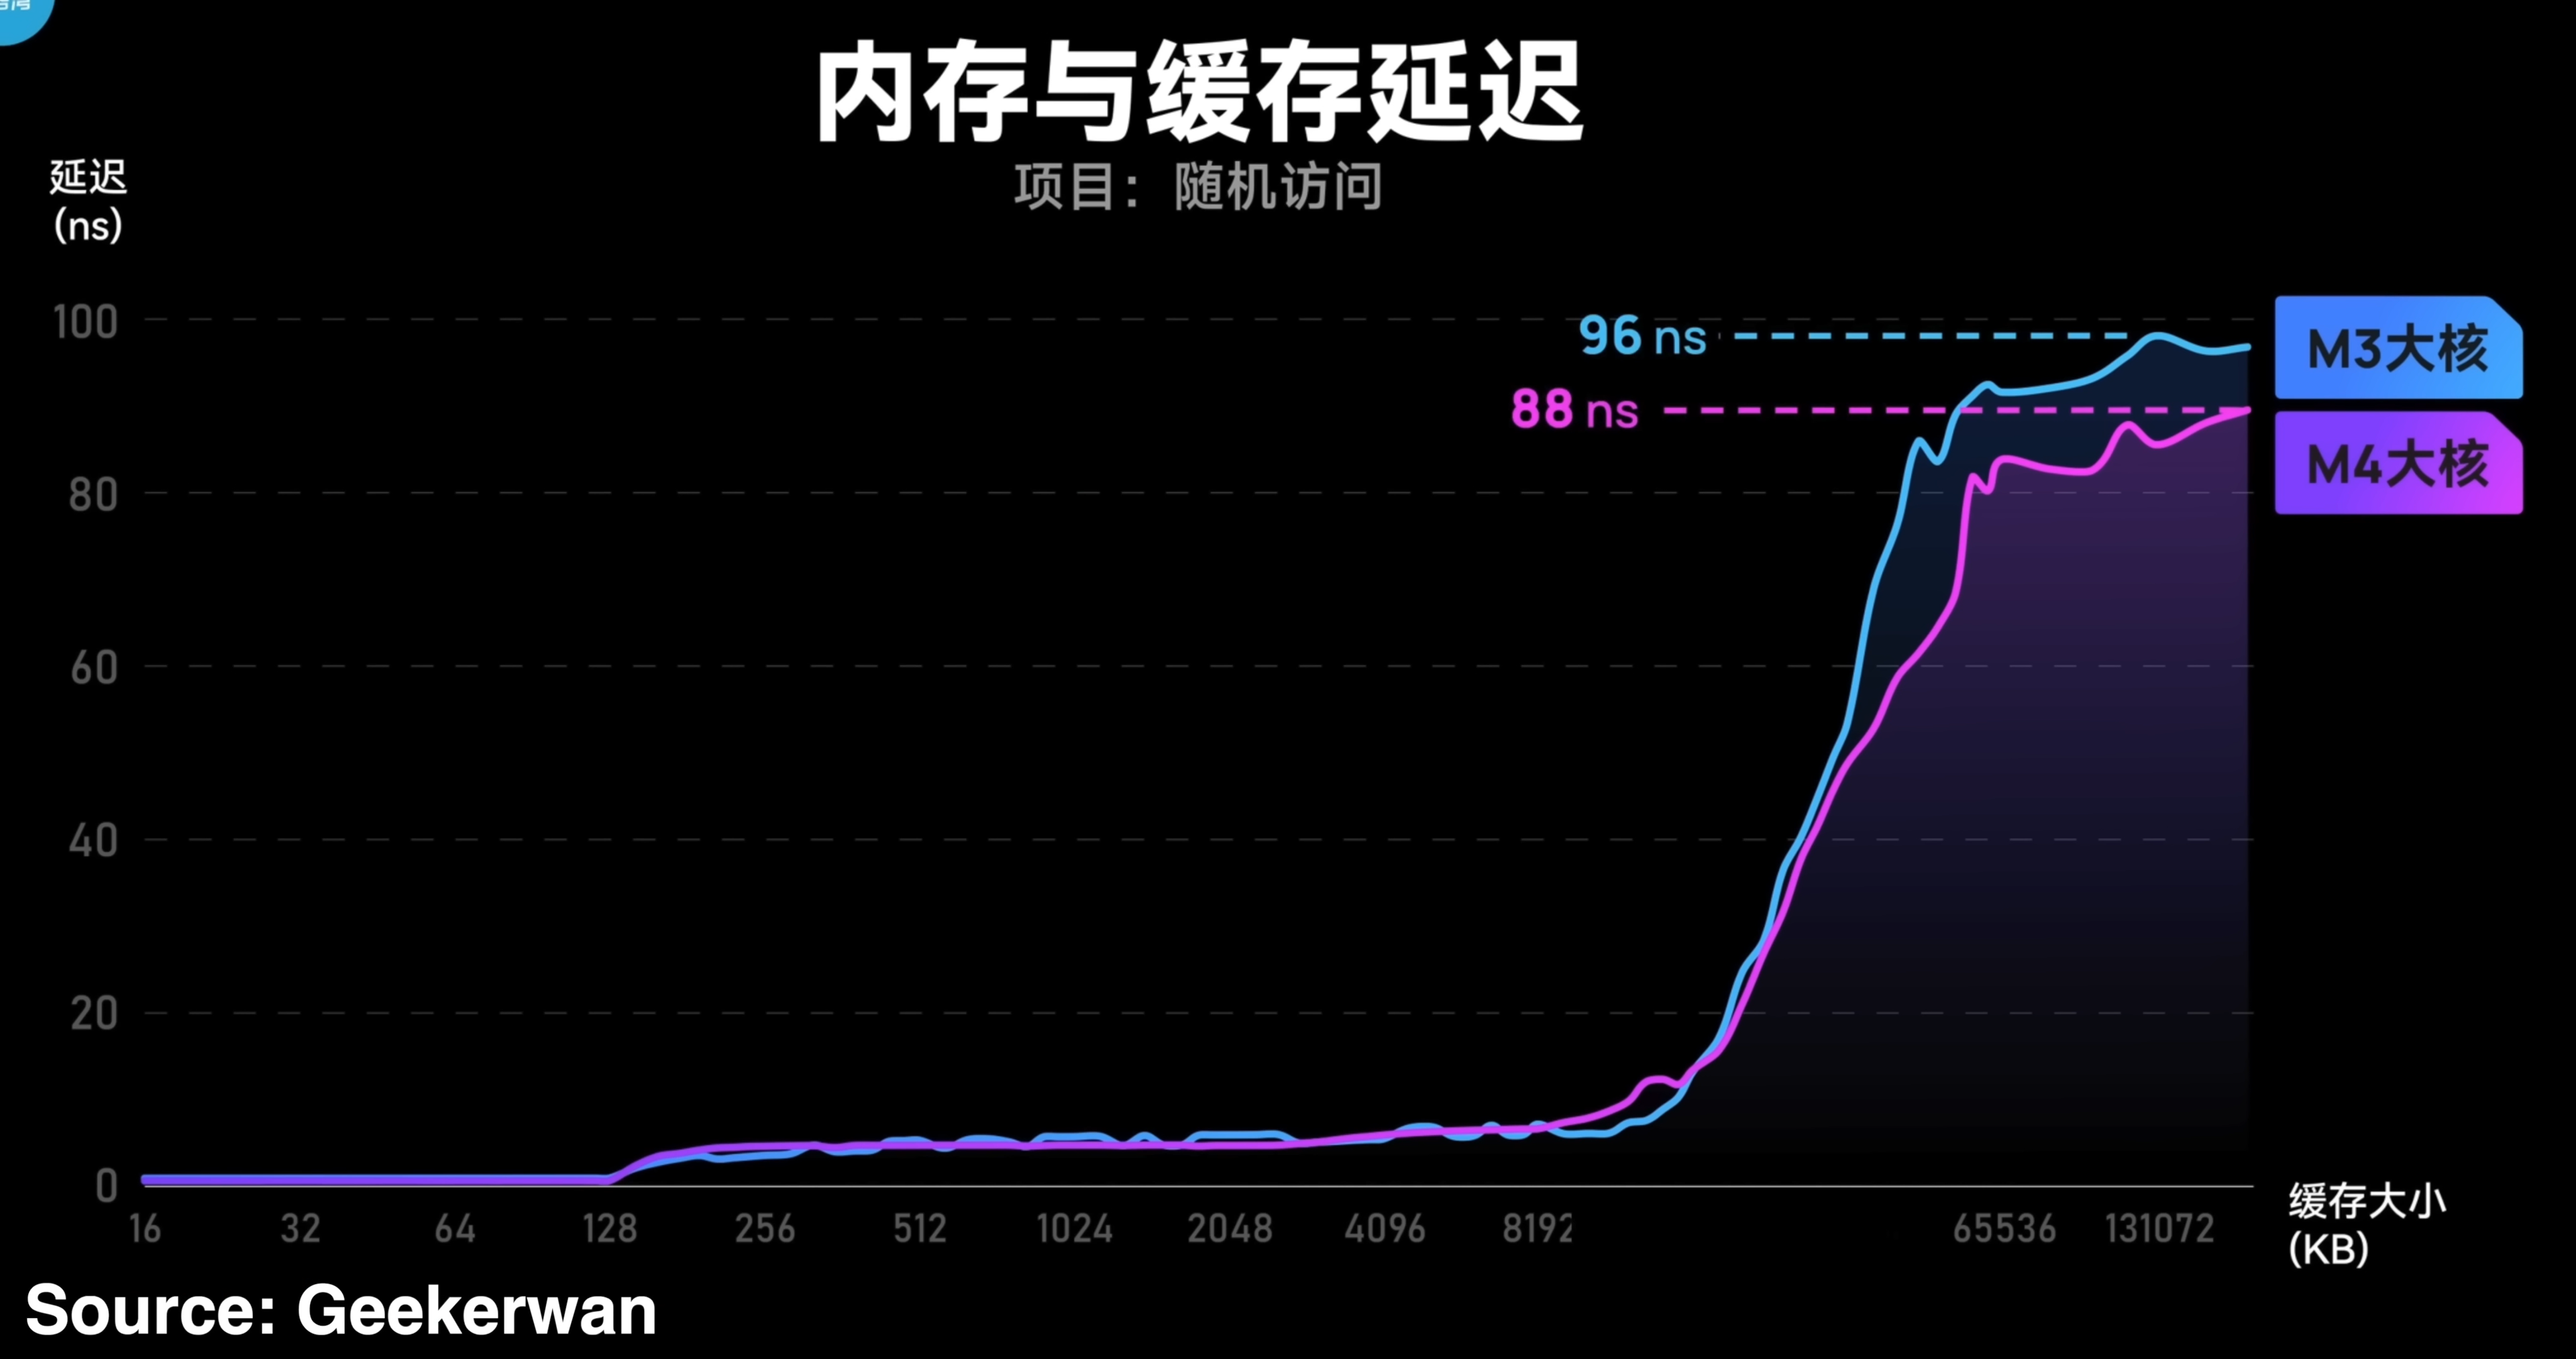 内存与缓存延迟
项目：随机访问
延迟
(ns)
100
80
60
40
20
0
96 ns
88 ns
M3大核
M4大核
16 32 64 128 256 512 1024 2048 4096 8192 65536 131072
缓存大小
(KB)
Source: Geekerwan